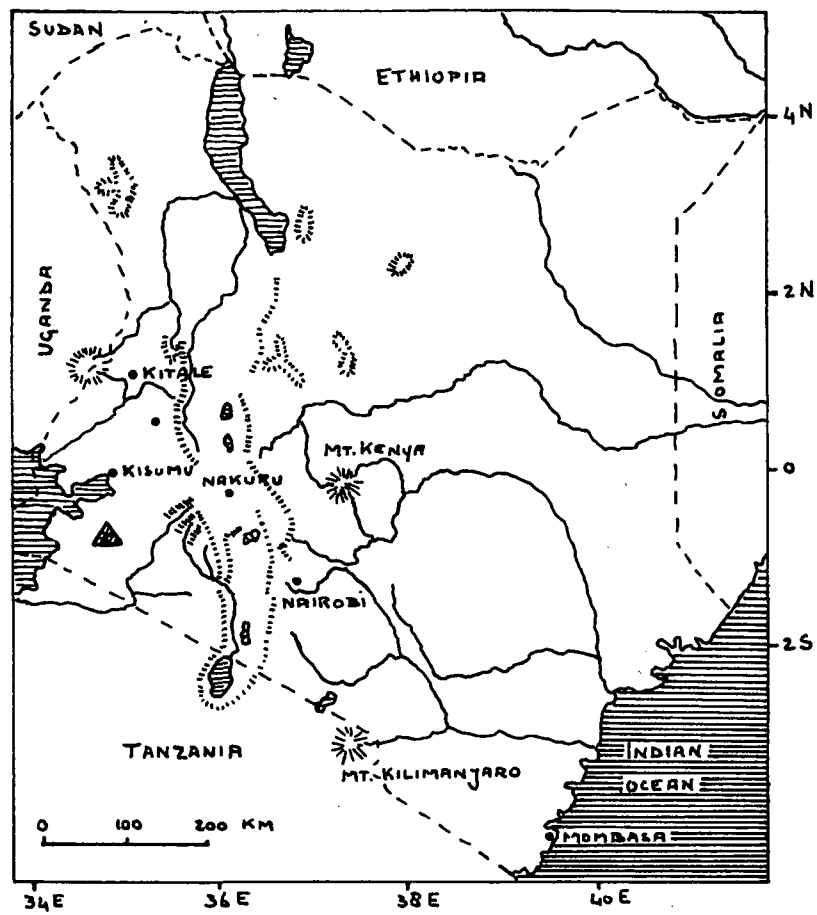 SUDAN
ETHIOPIA
4N
UGANDA
2N
SOMALIA
KITALE
KISUMU
MT. KENYA
NAKURU
0
NAIROBI
2S
TANZANIA
INDIAN
OCEAN
MT. KILIMANJARO
0 100 200 KM
MOMBASA
34E 36E 38E 40E